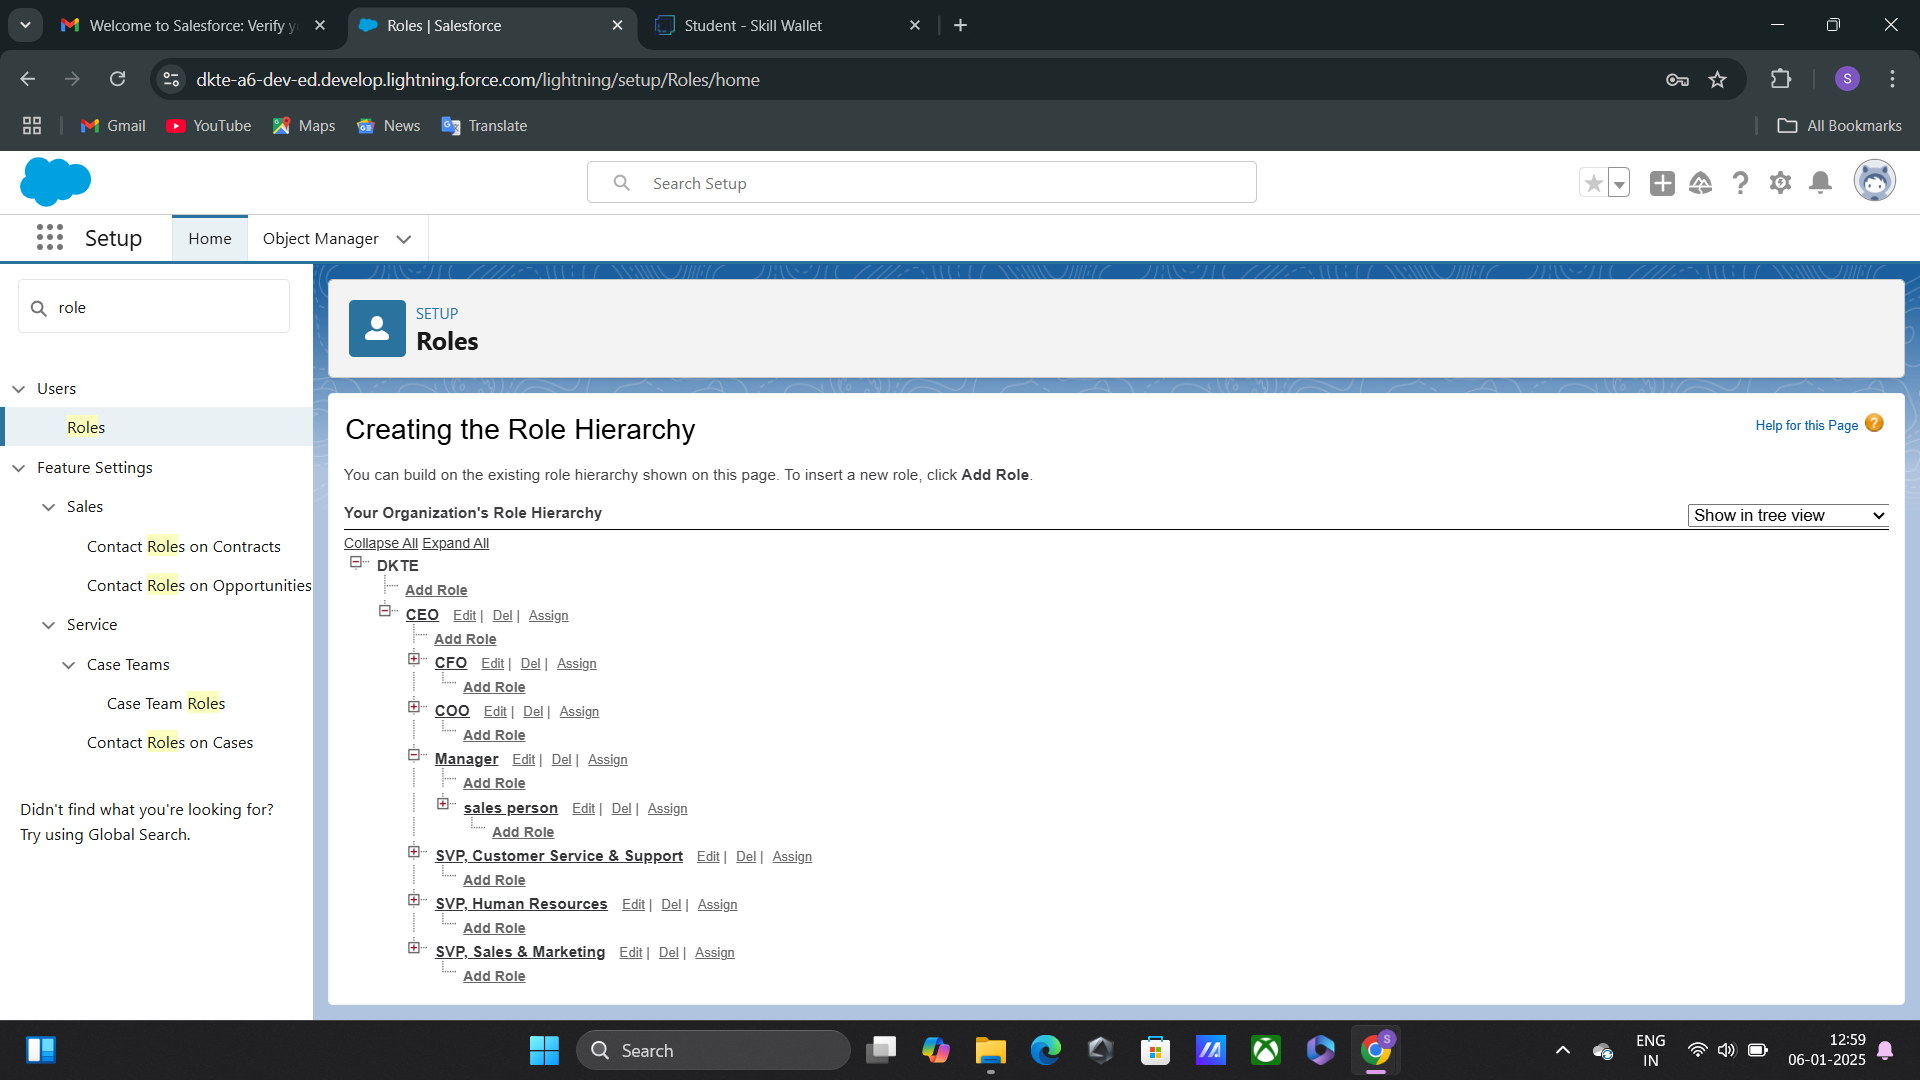 Welcome to Salesforce: Verify y
Roles | Salesforce
Student - Skill Wallet
dkte-a6-dev-ed.develop.lightning.force.com/lightning/setup/Roles/home
S
Gmail
YouTube
Maps
News
Translate
All Bookmarks
Search Setup
Setup
Home
Object Manager
role
Users
Roles
Feature Settings
Sales
Contact Roles on Contracts
Contact Roles on Opportunities
Service
Case Teams
Case Team Roles
Contact Roles on Cases
Didn't find what you're looking for?
Try using Global Search.
SETUP
Roles
Creating the Role Hierarchy
Help for this Page
You can build on the existing role hierarchy shown on this page. To insert a new role, click Add Role.
Your Organization's Role Hierarchy
Show in tree view
Collapse All Expand All
DKTE
Add Role
CEO Edit | Del | Assign
Add Role
CFO Edit | Del | Assign
Add Role
COO Edit | Del | Assign
Add Role
Manager Edit | Del | Assign
Add Role
sales person Edit | Del | Assign
Add Role
SVP, Customer Service & Support Edit | Del | Assign
Add Role
SVP, Human Resources Edit | Del | Assign
Add Role
SVP, Sales & Marketing Edit | Del | Assign
Add Role
Search
S
ENG
IN
12:59
06-01-2025